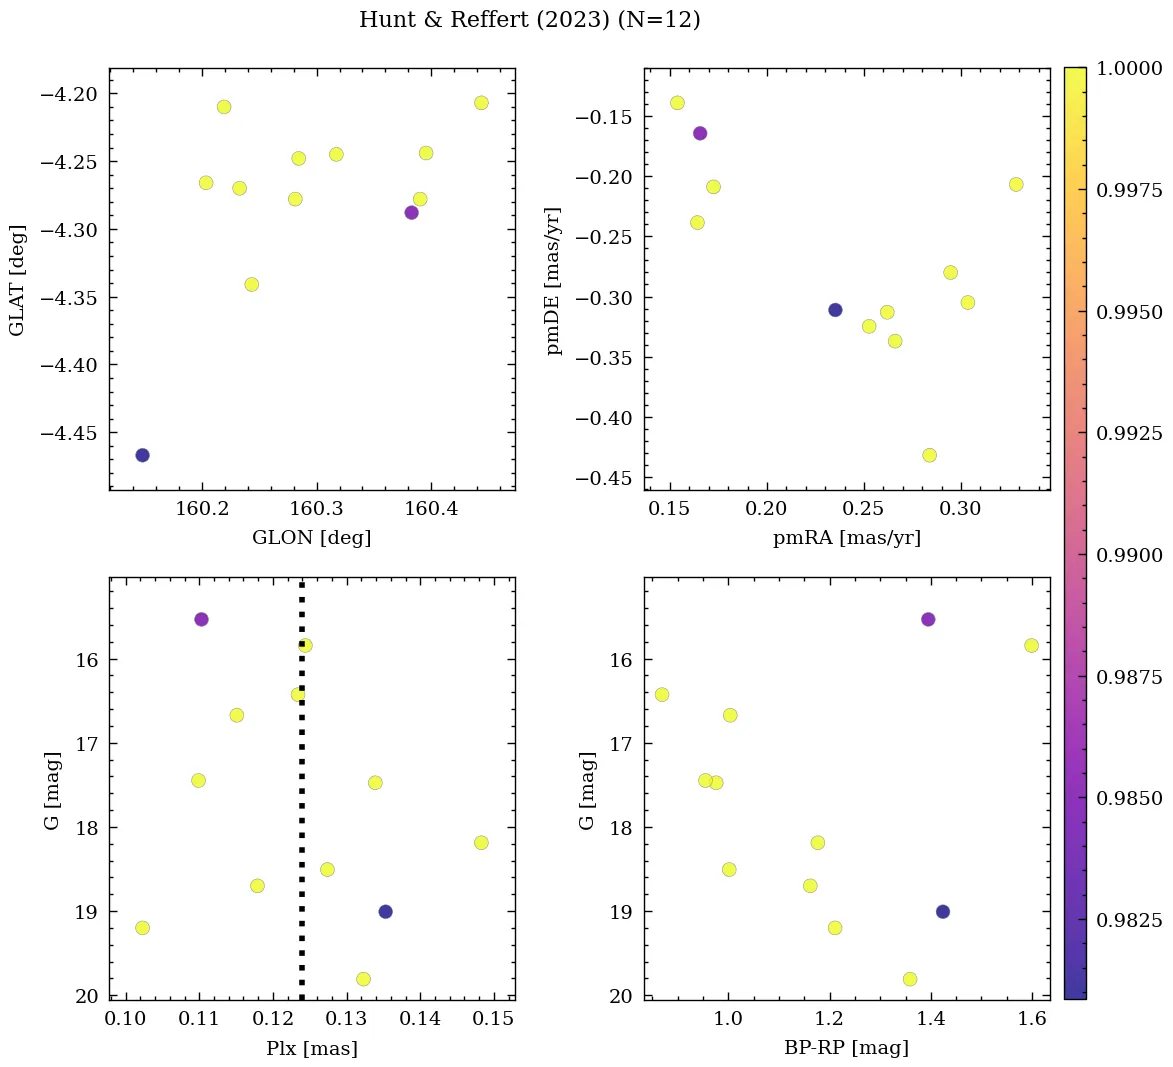 Hunt & Reffert (2023) (N=12)
−4.20
−4.25
−4.30
−4.35
−4.40
−4.45
GLAT [deg]
160.2 160.3 160.4
GLON [deg]
−0.15
−0.20
−0.25
−0.30
−0.35
−0.40
−0.45
pmDE [mas/yr]
0.15 0.20 0.25 0.30
pmRA [mas/yr]
16
17
18
19
20
G [mag]
0.10 0.11 0.12 0.13 0.14 0.15
Plx [mas]
16
17
18
19
20
G [mag]
1.0 1.2 1.4 1.6
BP-RP [mag]
1.0000
0.9975
0.9950
0.9925
0.9900
0.9875
0.9850
0.9825